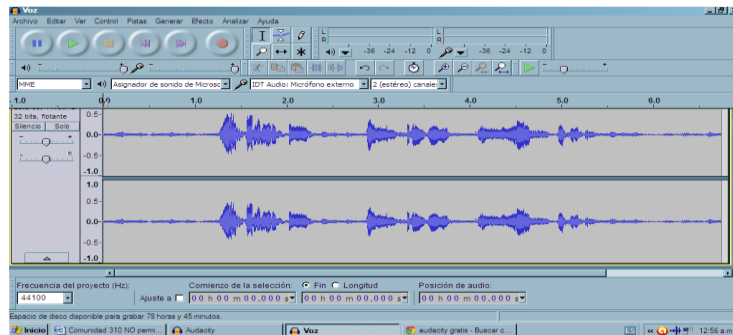 Voz
Archivo Editar Ver Control Pistas Generar Efecto Analizar Ayuda
L
R
-36 -24 -12 0
L
R
-36 -24 -12 0
MME
Asignador de sonido de Microsc
IDT Audio: Micrófono externo
2 (estéreo) canale
- 1.0 0,0 1,0 2,0 3,0 4,0 5,0 6,0
32 bits, flotante
Silencio Solo
- +
L R
0.5-
0.0-
-0.5-
-1.0
1.0
0.5-
0.0-
-0.5-
-1.0
Frecuencia del proyecto (Hz): Comienzo de la selección: Fin Longitud Posición de audio:
44100 Ajuste a 00 h 00 m 00,000 s 00 h 00 m 00,000 s 00 h 00 m 00,000 s
Espacio de disco disponible para grabar 78 horas y 45 minutos.
Inicio Comunidad 310 NO permi... Audacity Voz audacity gratis - Buscar c... ES 12:56 a.m.